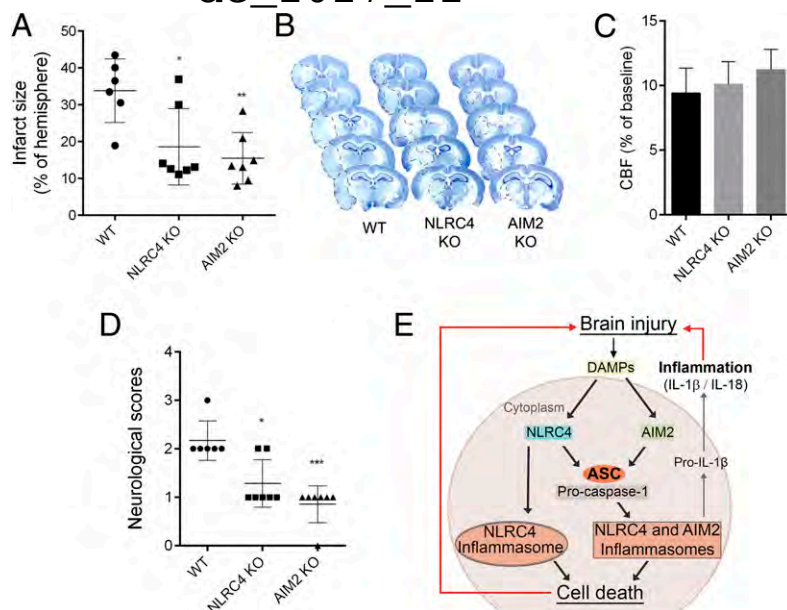 A
Infarct size
(% of hemisphere)
50
40
30
20
10
0
*
**
WT
NLRC4 KO
AIM2 KO
B
WT
NLRC4
KO
AIM2
KO
C
CBF (% of baseline)
15
10
5
0
WT
NLRC4 KO
AIM2 KO
D
Neurological scores
4
3
2
1
0
*
***
WT
NLRC4 KO
AIM2 KO
E
Brain injury
DAMPs
Inflammation
(IL-1β / IL-18)
Cytoplasm
NLRC4
AIM2
ASC
Pro-caspase-1
Pro-IL-1β
NLRC4
Inflammasome
NLRC4 and AIM2
Inflammasomes
Cell death